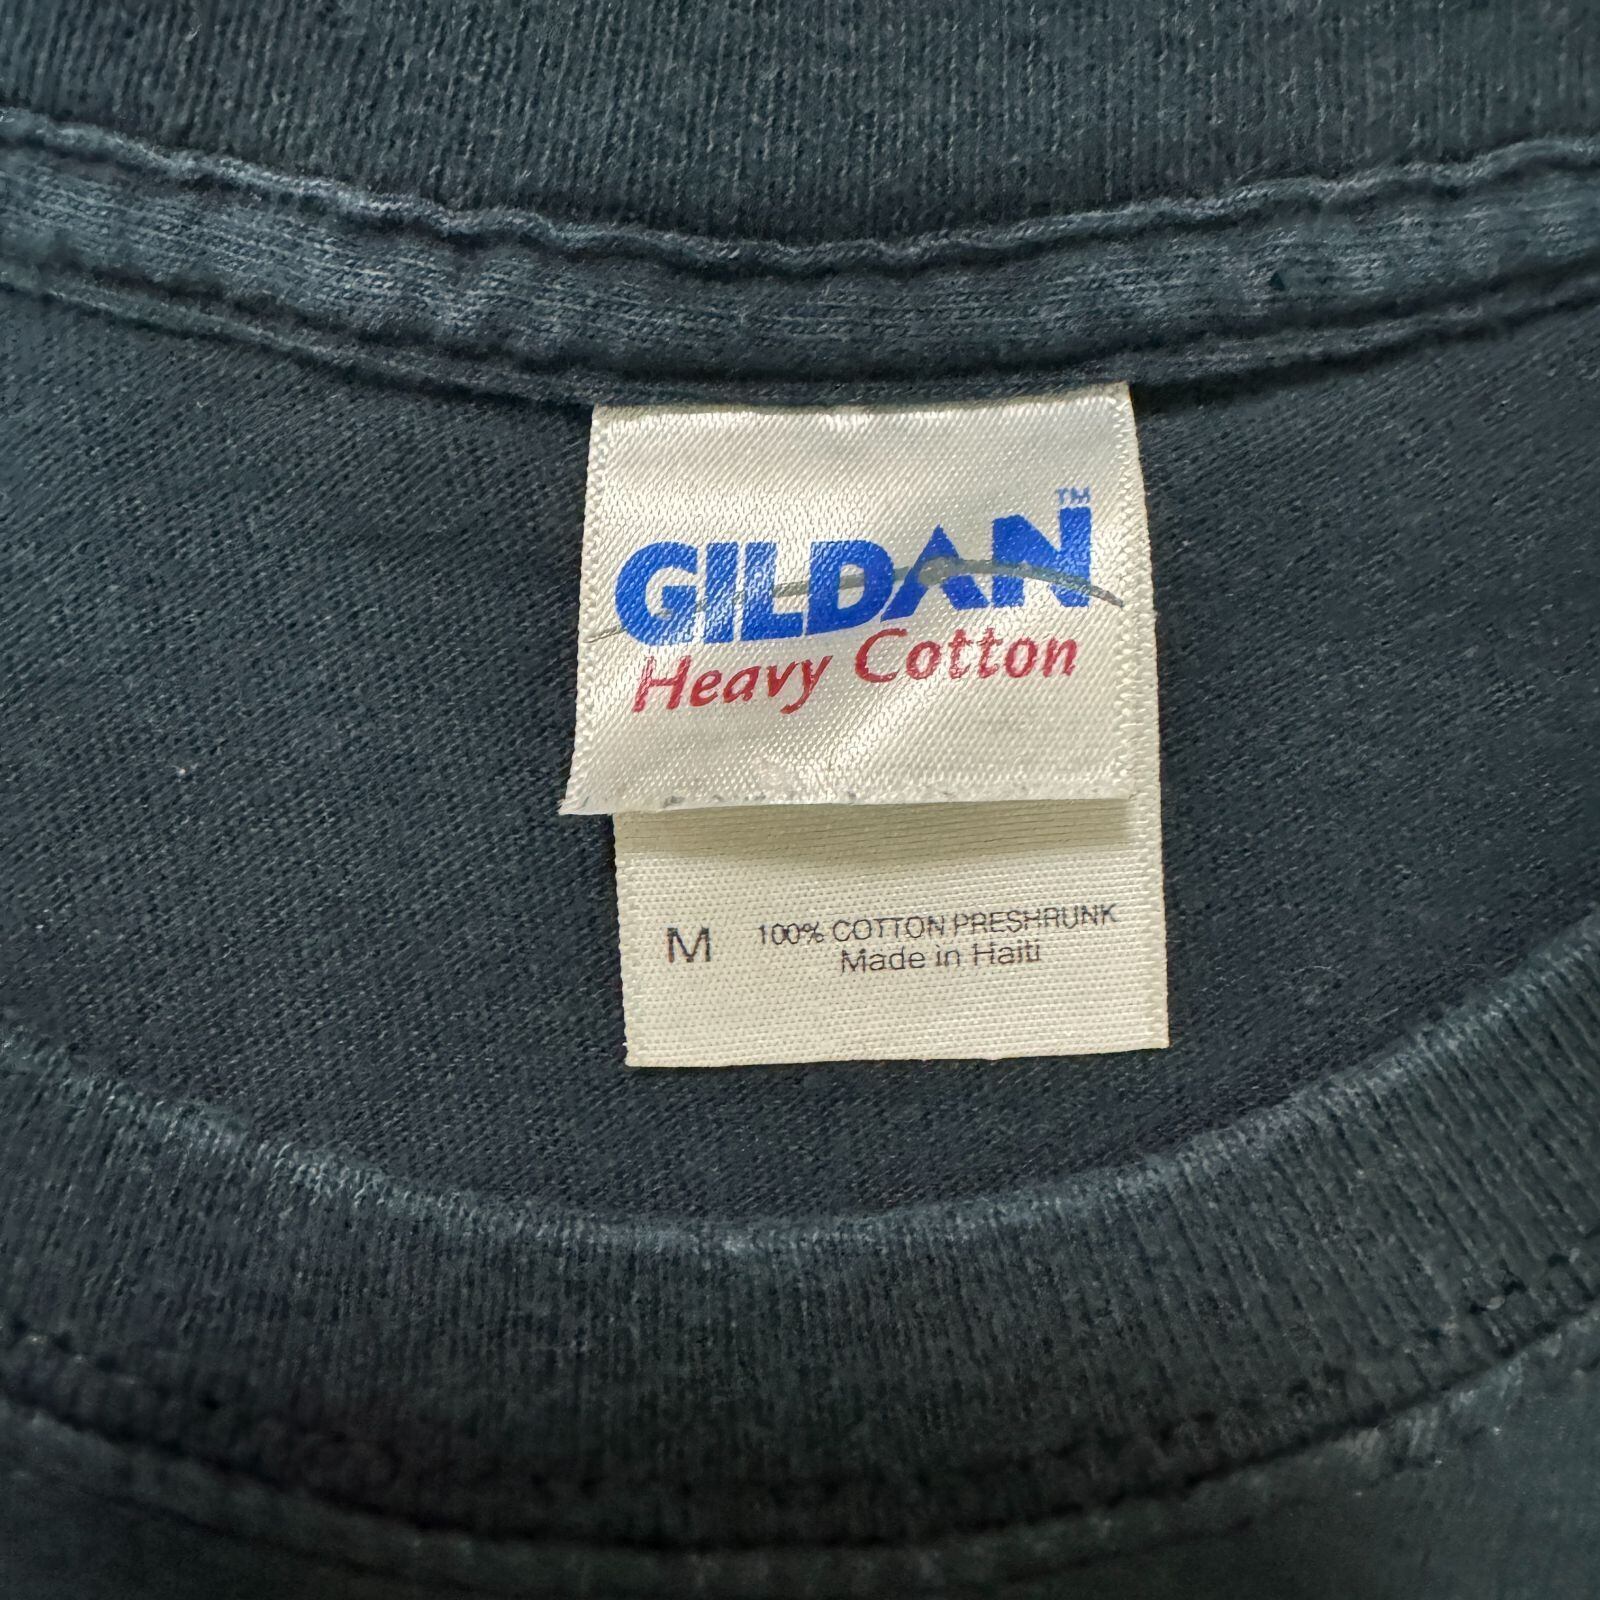 GILDAN™
Heavy Cotton
M 100% COTTON PRESHRUNK
Made in Haiti